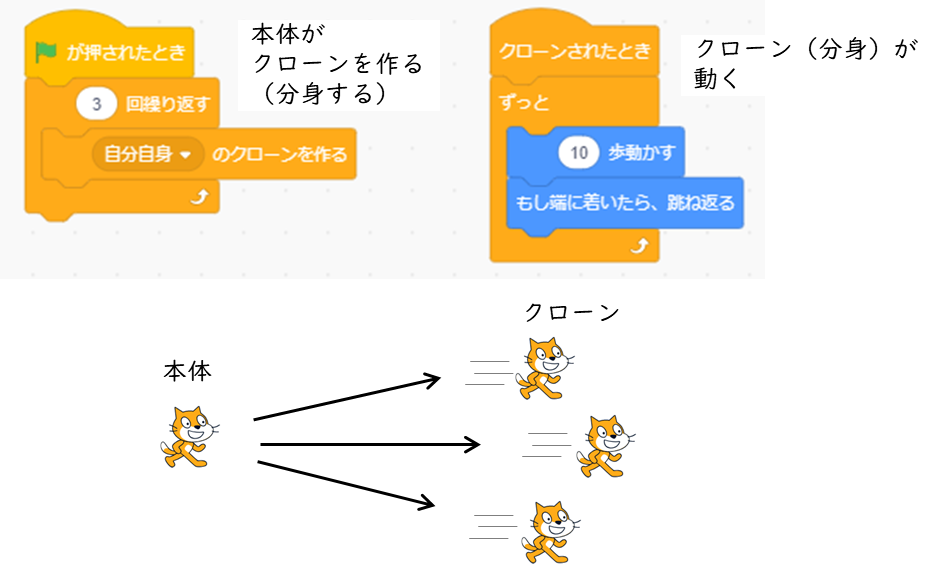 が押されたとき
3 回繰り返す
自分自身 のクローンを作る
本体が
クローンを作る
（分身する）
クローンされたとき
ずっと
10 歩動かす
もし端に着いたら、跳ね返る
クローン（分身）が
動く
クローン
本体